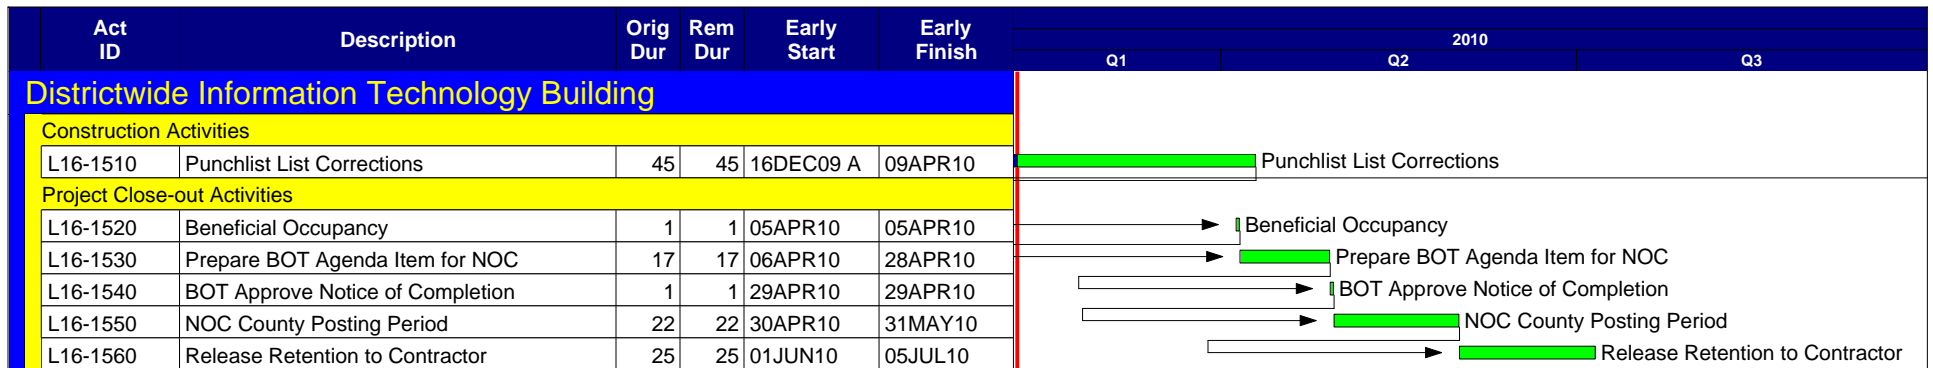 Act ID Description Orig Dur Rem Dur Early Start Early Finish 2010
Q1 Q2 Q3
Districtwide Information Technology Building
Construction Activities
L16-1510 Punchlist List Corrections 45 45 16DEC09 A 09APR10 Punchlist List Corrections
Project Close-out Activities
L16-1520 Beneficial Occupancy 1 1 05APR10 05APR10 Beneficial Occupancy
L16-1530 Prepare BOT Agenda Item for NOC 17 17 06APR10 28APR10 Prepare BOT Agenda Item for NOC
L16-1540 BOT Approve Notice of Completion 1 1 29APR10 29APR10 BOT Approve Notice of Completion
L16-1550 NOC County Posting Period 22 22 30APR10 31MAY10 NOC County Posting Period
L16-1560 Release Retention to Contractor 25 25 01JUN10 05JUL10 Release Retention to Contractor